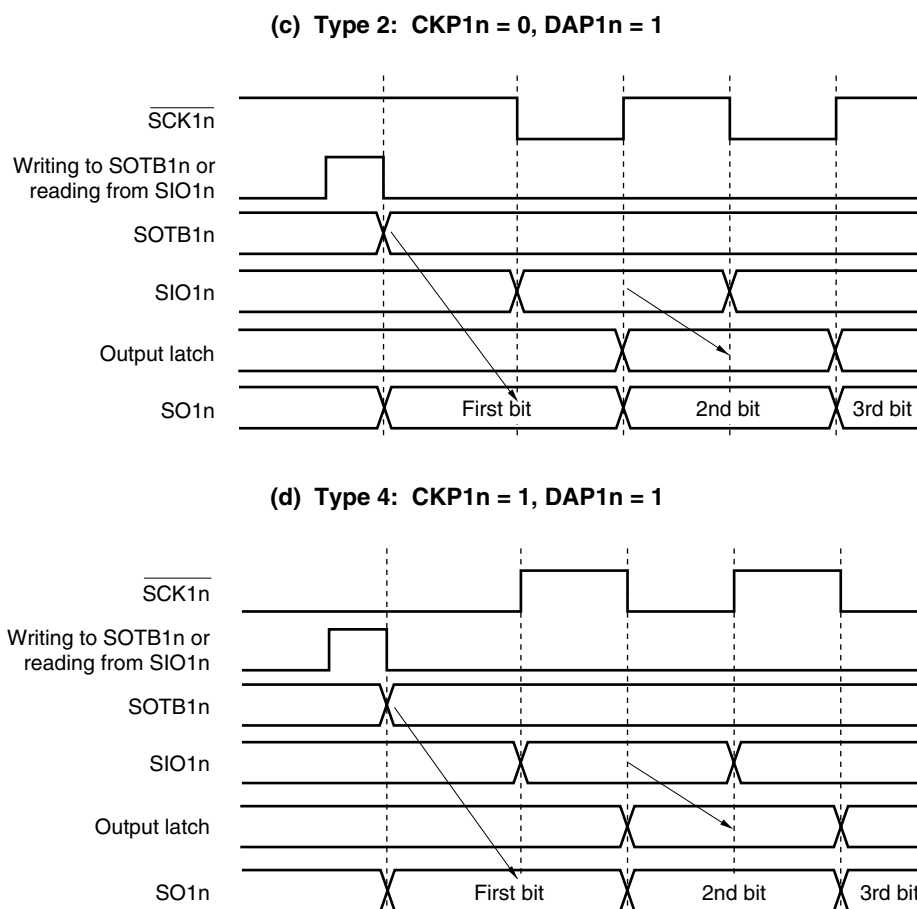 (c) Type 2: CKP1n = 0, DAP1n = 1
SCK1n
Writing to SOTB1n or
reading from SIO1n
SOTB1n
SIO1n
Output latch
SO1n
First bit
2nd bit
3rd bit
(d) Type 4: CKP1n = 1, DAP1n = 1
SCK1n
Writing to SOTB1n or
reading from SIO1n
SOTB1n
SIO1n
Output latch
SO1n
First bit
2nd bit
3rd bit